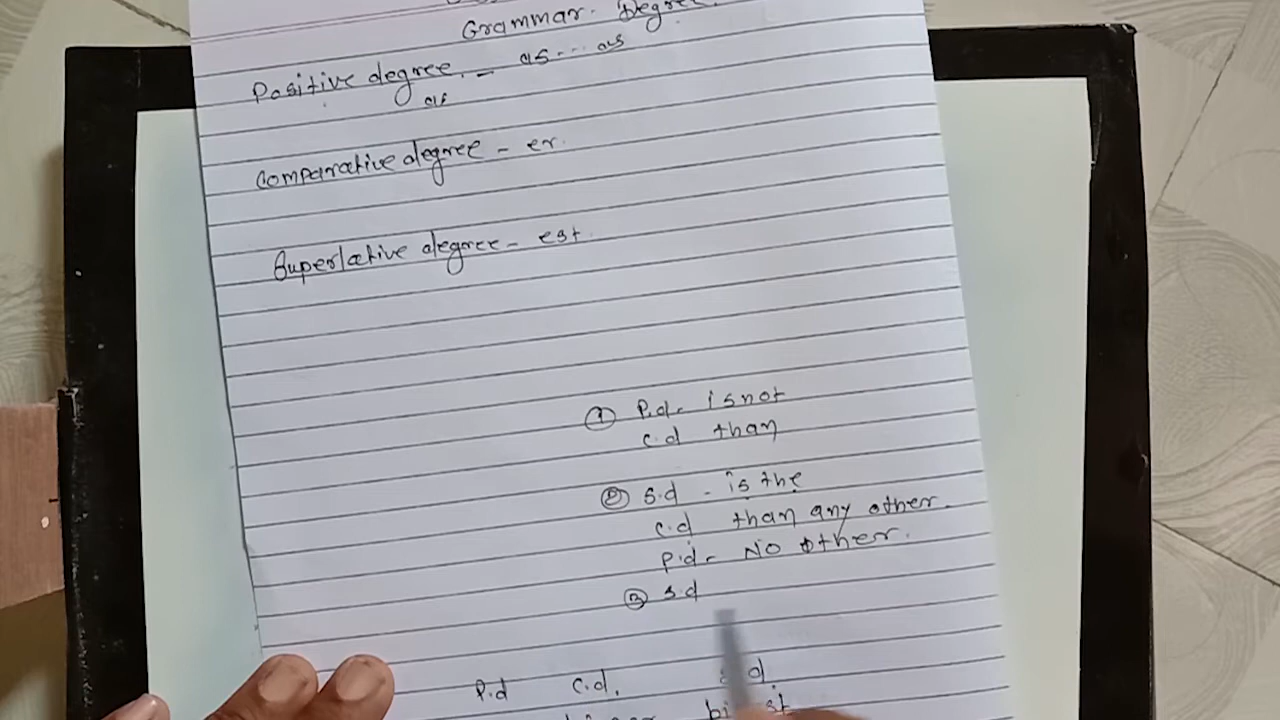 Grammar. Degree.
Positive degree. - as... as
as
Comparative degree - er.
Superlative degree - est.
① P.d. is not
c.d than
② s.d - is the
c.d than any other.
P.d - No other.
③ s.d
P.d c.d.